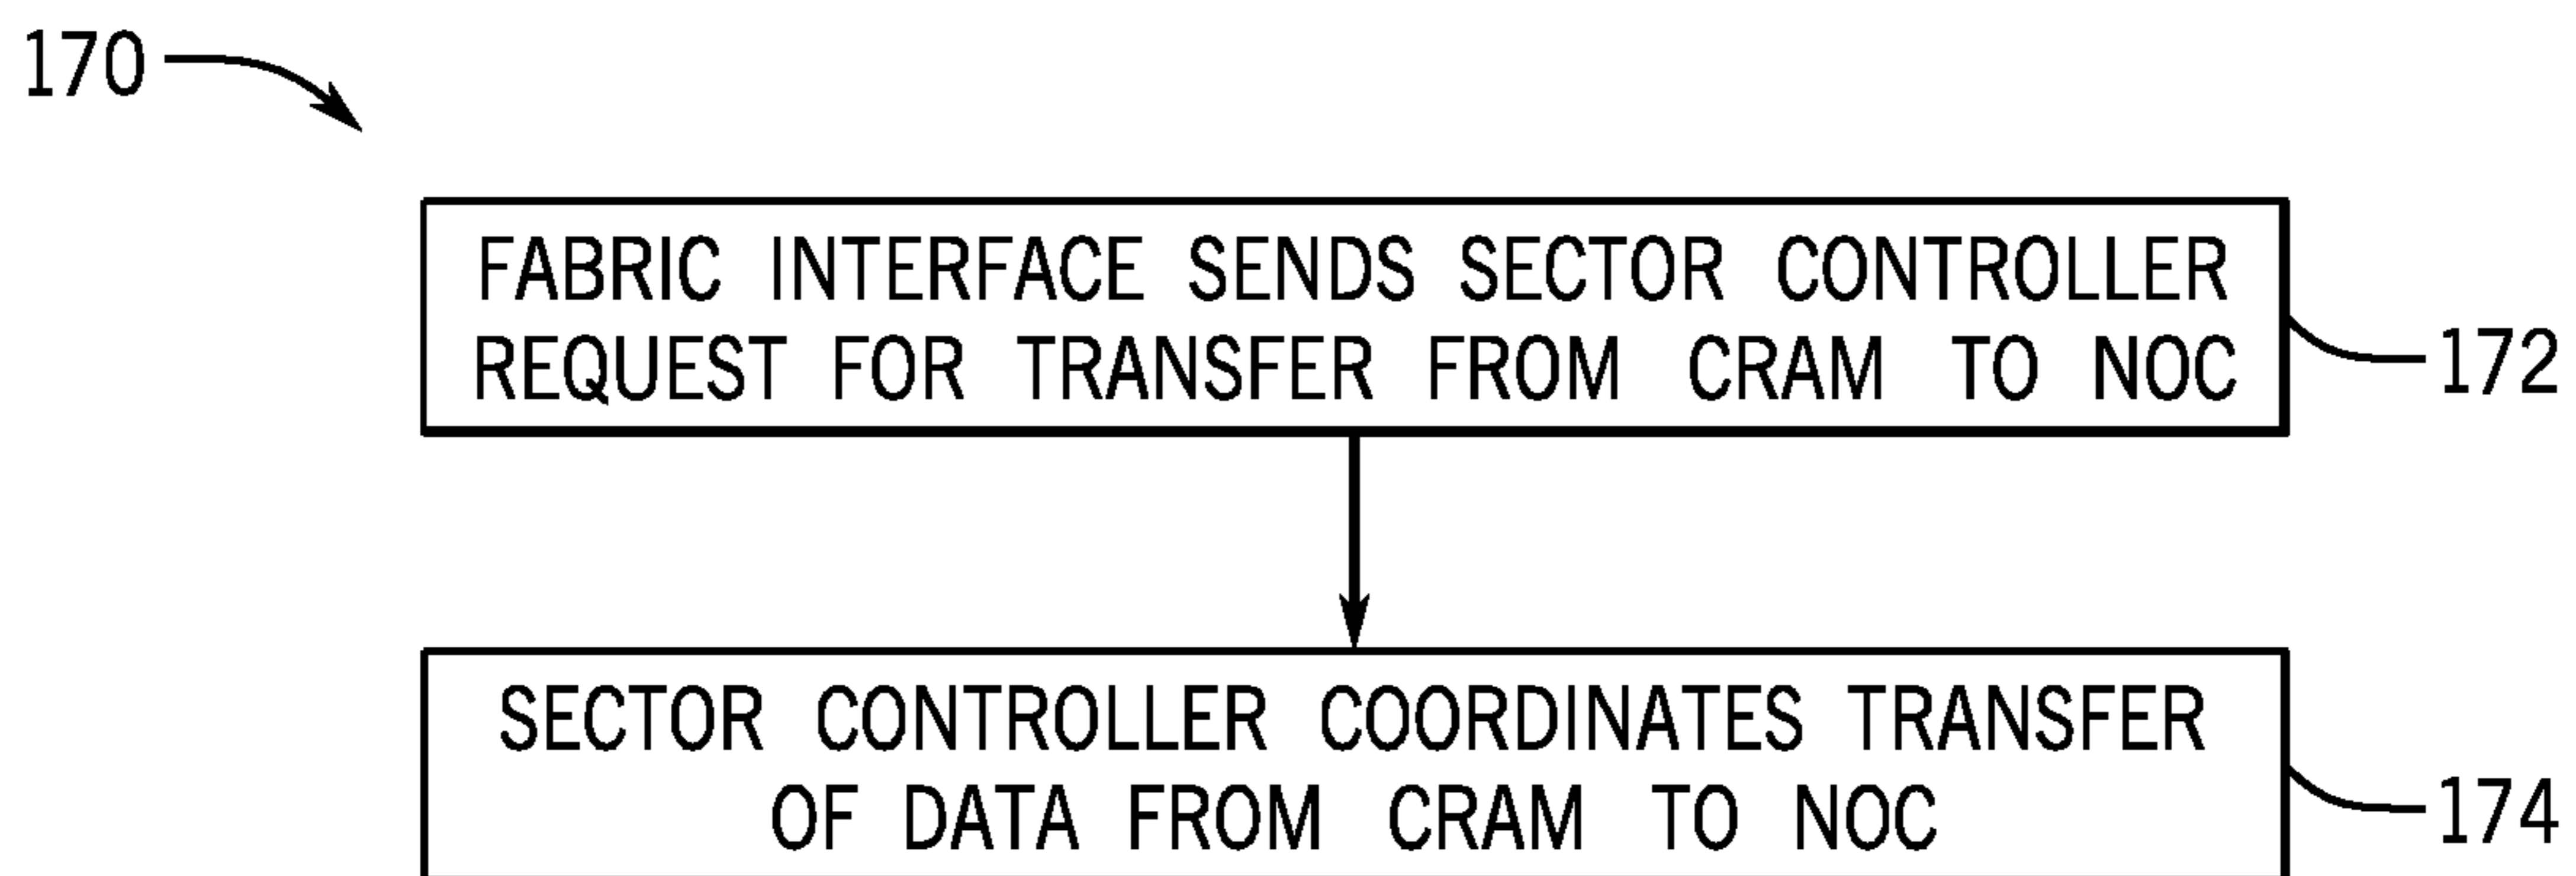 170
FABRIC INTERFACE SENDS SECTOR CONTROLLER
REQUEST FOR TRANSFER FROM CRAM TO NOC
172
SECTOR CONTROLLER COORDINATES TRANSFER
OF DATA FROM CRAM TO NOC
174